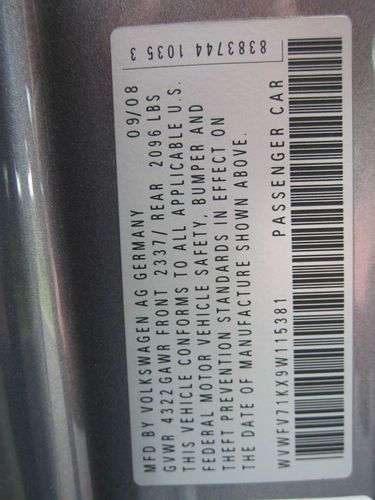 8383744 1035 3
MFD BY VOLKSWAGEN AG GERMANY 09/08
GVWR 4322 GAWR FRONT 2337/ REAR 2096 LBS
THIS VEHICLE CONFORMS TO ALL APPLICABLE U.S.
FEDERAL MOTOR VEHICLE SAFETY, BUMPER AND
THEFT PREVENTION STANDARDS IN EFFECT ON
THE DATE OF MANUFACTURE SHOWN ABOVE.
WVWFV71KX9W115381 PASSENGER CAR